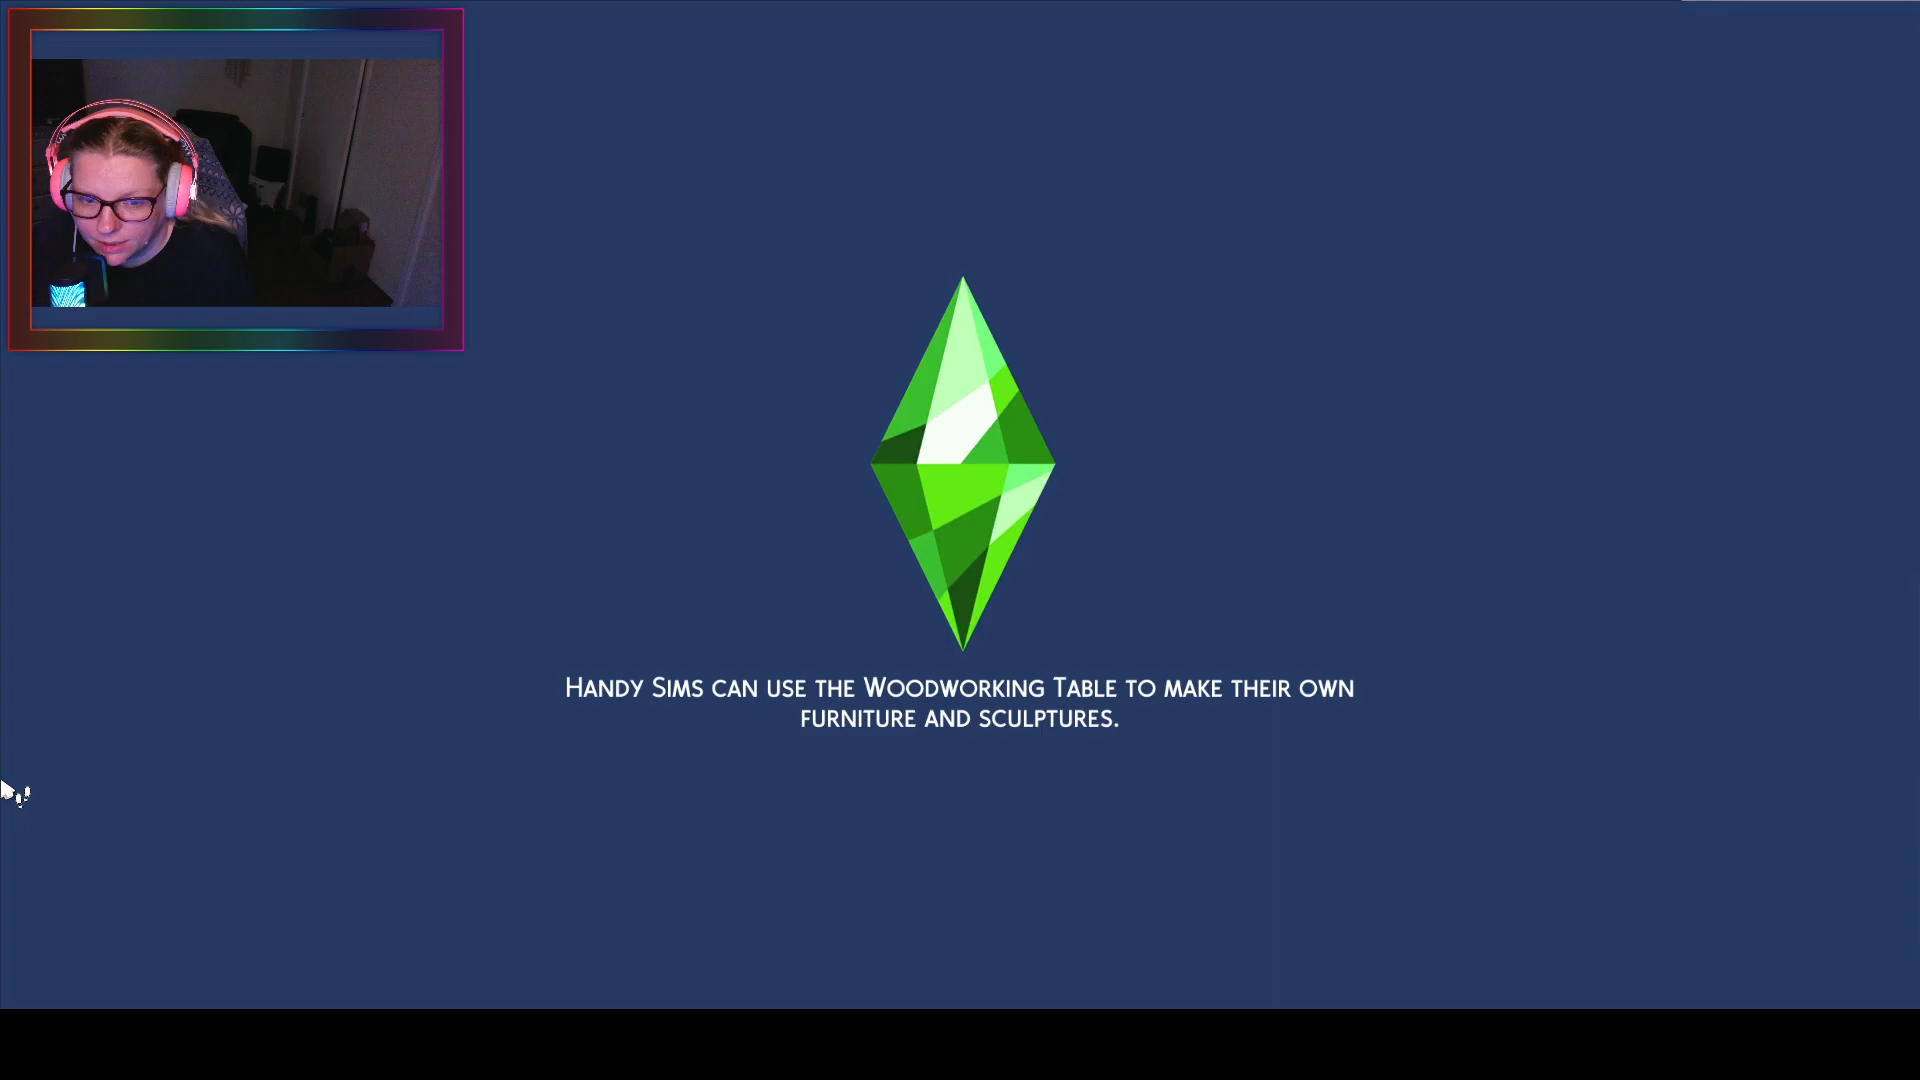 Handy Sims can use the Woodworking Table to make their own
furniture and sculptures.